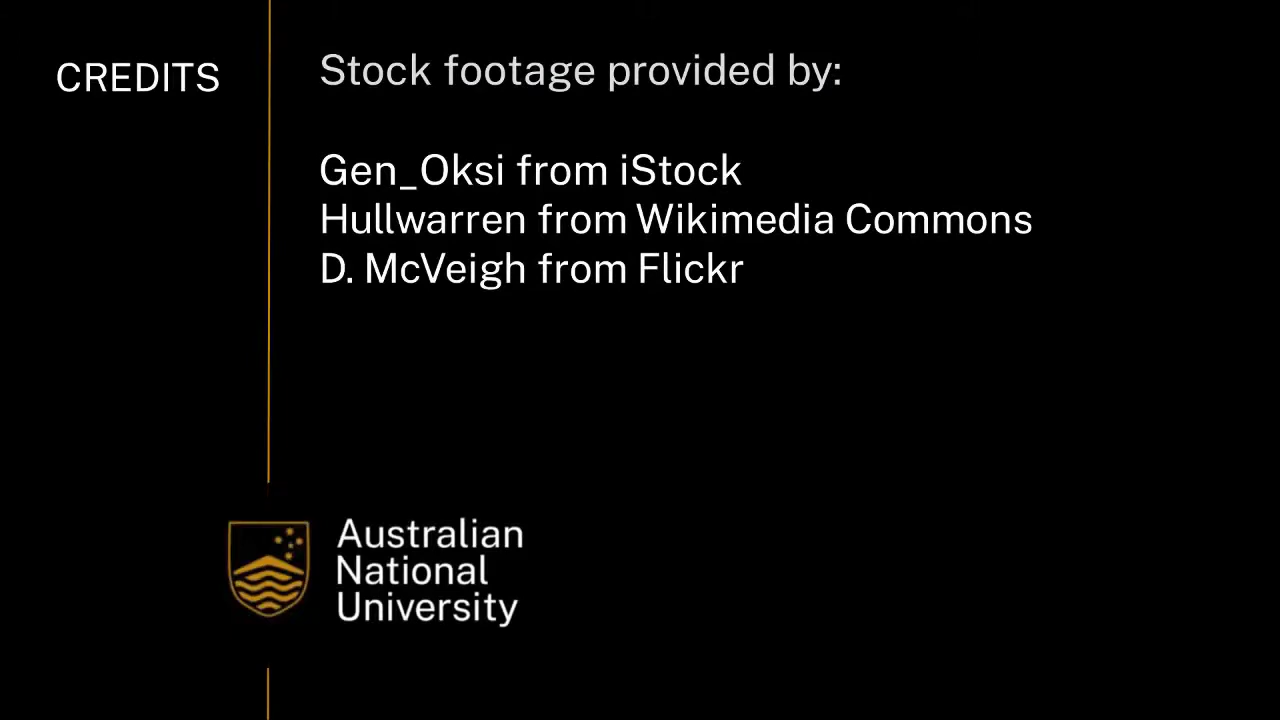 CREDITS
Stock footage provided by:
Gen_Oksi from iStock
Hullwarren from Wikimedia Commons
D. McVeigh from Flickr
Australian
National
University